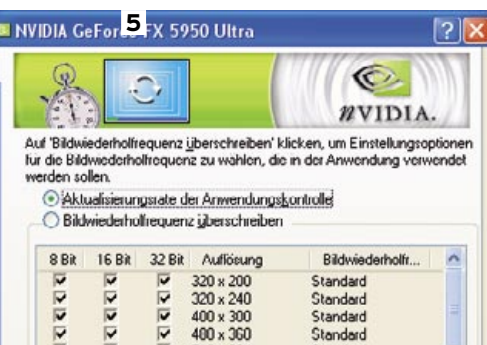 5
NVIDIA GeForce FX 5950 Ultra
NVIDIA.
Auf 'Bildwiederholfrequenz überschreiben' klicken, um Einstellungsoptionen
für die Bildwiederholfrequenz zu wählen, die in der Anwendung verwendet
werden sollen.
Aktualisierungsrate der Anwendungskontrolle
Bildwiederholfrequenz überschreiben
8 Bit 16 Bit 32 Bit Auflösung Bildwiederholfr...
320 x 200 Standard
320 x 240 Standard
400 x 300 Standard
400 x 360 Standard